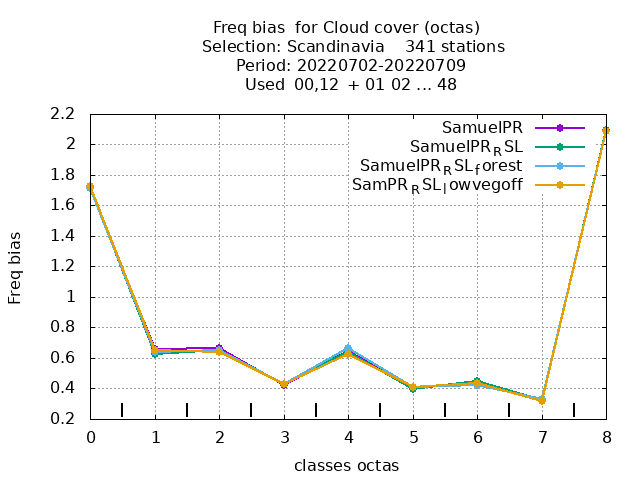 Freq bias for Cloud cover (octas)
Selection: Scandinavia 341 stations
Period: 20220702-20220709
Used 00,12 + 01 02 ... 48
SamuelPR
SamuelPR_RSL
SamuelPR_RSL_forest
SamPR_RSL_lowvegoff
Freq bias
2.2
2
1.8
1.6
1.4
1.2
1
0.8
0.6
0.4
0.2
0 1 2 3 4 5 6 7 8
classes octas